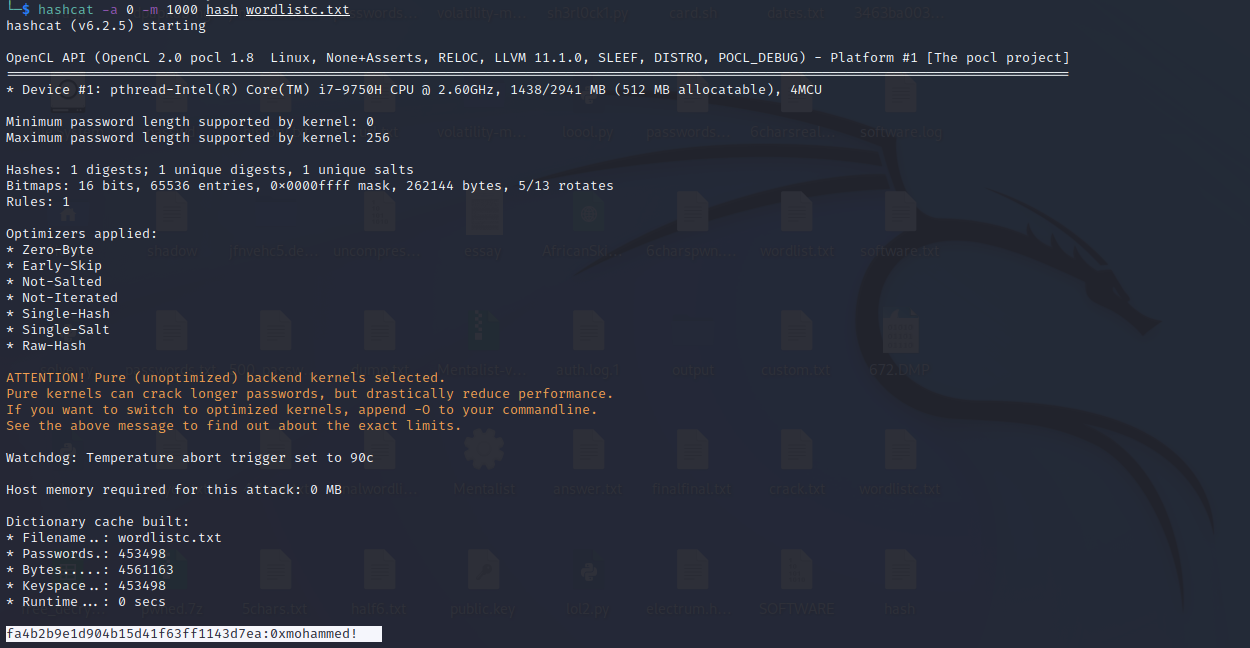 └─$ hashcat -a 0 -m 1000 hash wordlistc.txt
hashcat (v6.2.5) starting
OpenCL API (OpenCL 2.0 pocl 1.8  Linux, None+Asserts, RELOC, LLVM 11.1.0, SLEEF, DISTRO, POCL_DEBUG) - Platform #1 [The pocl project]
* Device #1: pthread-Intel(R) Core(TM) i7-9750H CPU @ 2.60GHz, 1438/2941 MB (512 MB allocatable), 4MCU
Minimum password length supported by kernel: 0
Maximum password length supported by kernel: 256
Hashes: 1 digests; 1 unique digests, 1 unique salts
Bitmaps: 16 bits, 65536 entries, 0x0000ffff mask, 262144 bytes, 5/13 rotates
Rules: 1
Optimizers applied:
* Zero-Byte
* Early-Skip
* Not-Salted
* Not-Iterated
* Single-Hash
* Single-Salt
* Raw-Hash
ATTENTION! Pure (unoptimized) backend kernels selected.
Pure kernels can crack longer passwords, but drastically reduce performance.
If you want to switch to optimized kernels, append -O to your commandline.
See the above message to find out about the exact limits.
Watchdog: Temperature abort trigger set to 90c
Host memory required for this attack: 0 MB
Dictionary cache built:
* Filename..: wordlistc.txt
* Passwords.: 453498
* Bytes.....: 4561163
* Keyspace..: 453498
* Runtime...: 0 secs
fa4b2b9e1d904b15d41f63ff1143d7ea:0xmohammed!